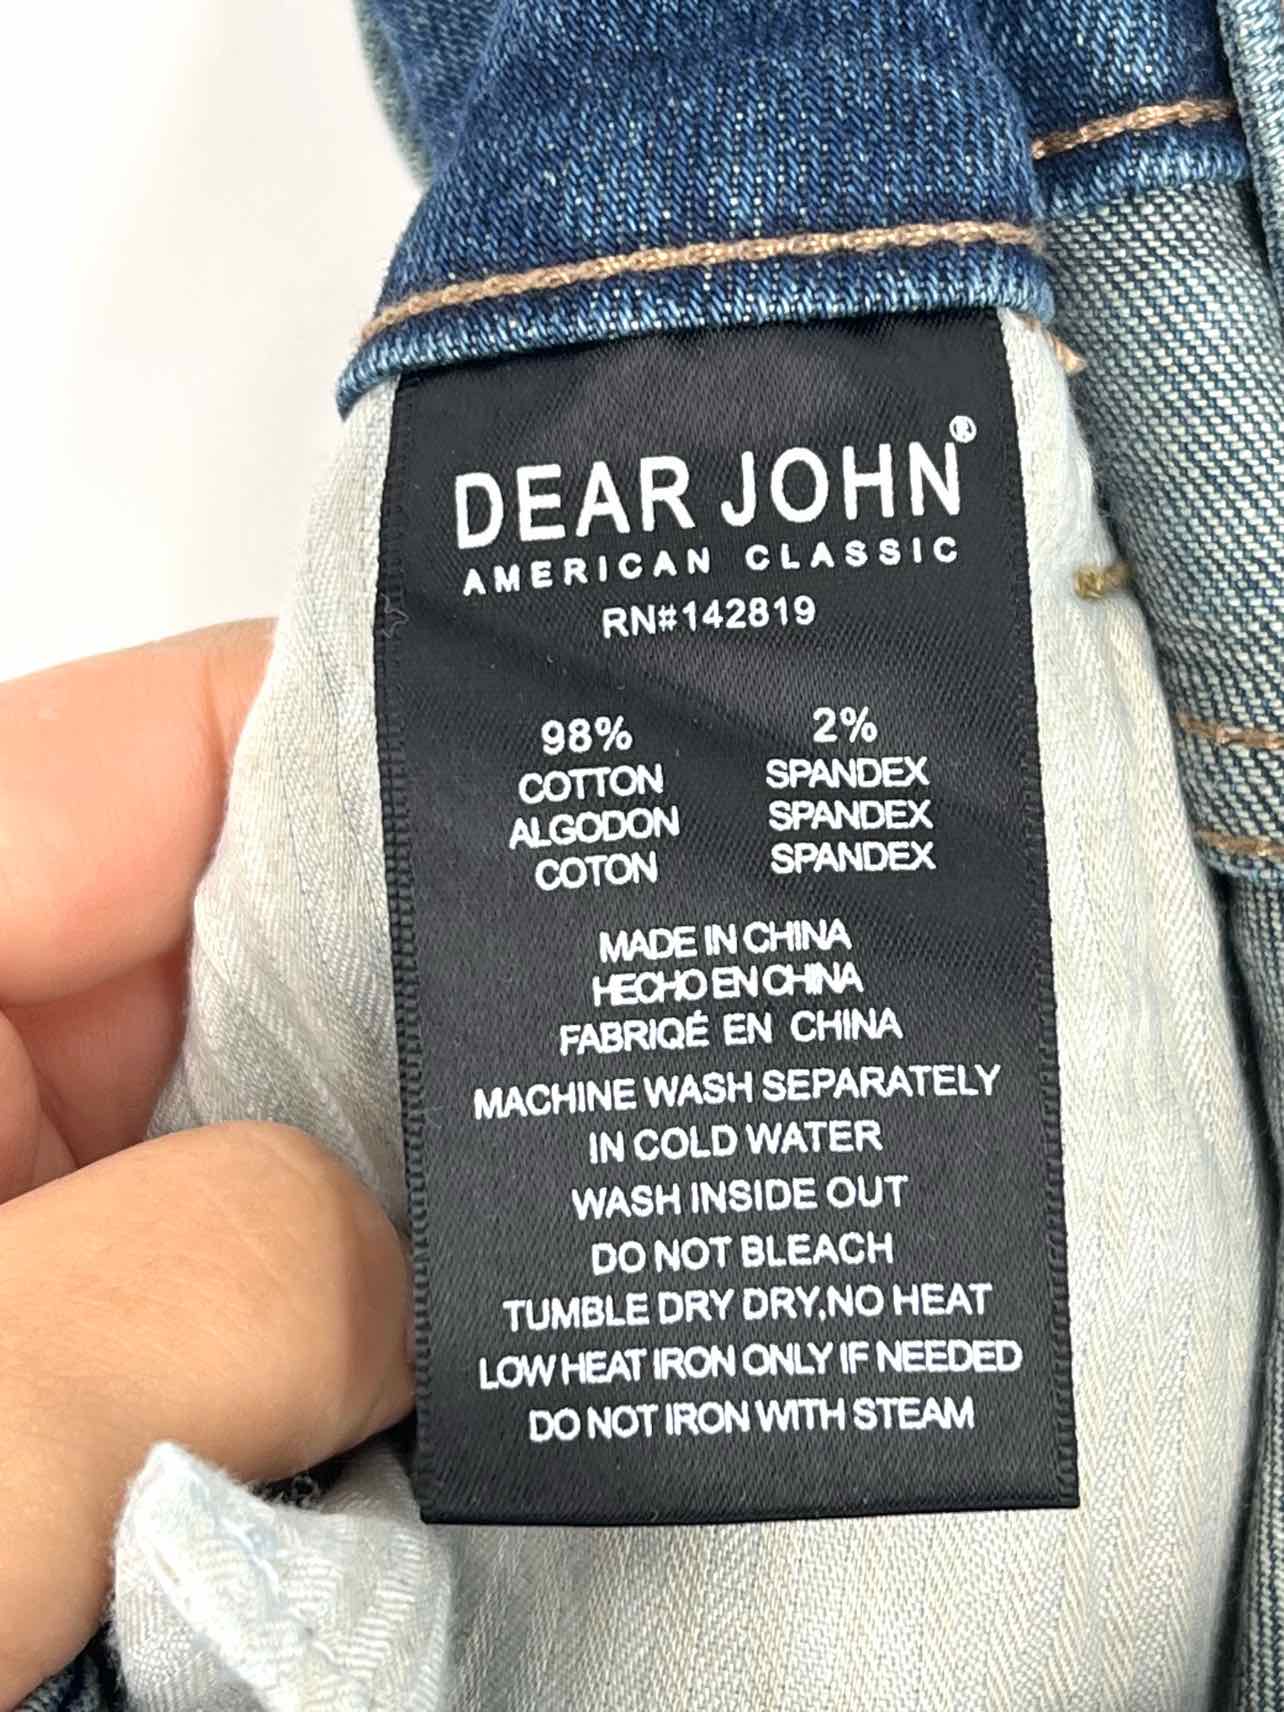 DEAR JOHN®
AMERICAN CLASSIC
RN#142819
98% 2%
COTTON SPANDEX
ALGODON SPANDEX
COTON SPANDEX
MADE IN CHINA
HECHO EN CHINA
FABRIQÉ EN CHINA
MACHINE WASH SEPARATELY
IN COLD WATER
WASH INSIDE OUT
DO NOT BLEACH
TUMBLE DRY DRY,NO HEAT
LOW HEAT IRON ONLY IF NEEDED
DO NOT IRON WITH STEAM